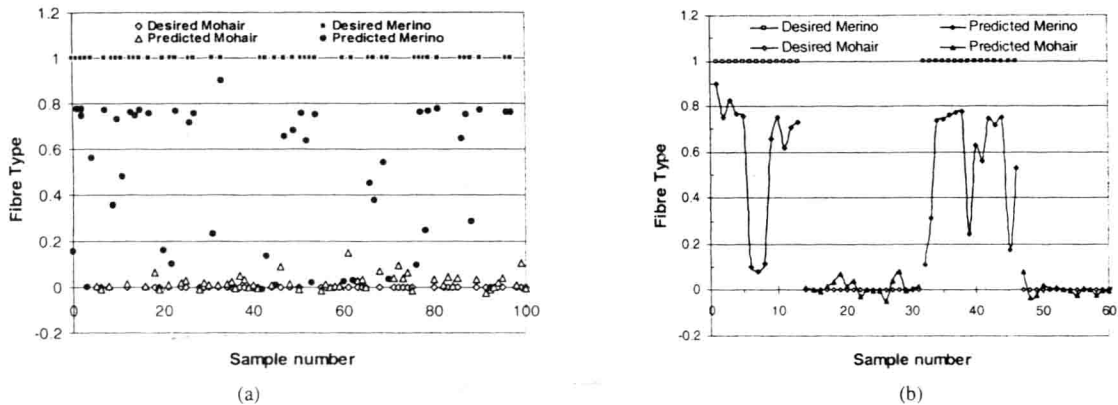 1.2
1
0.8
0.6
0.4
0.2
0
-0.2
Fibre Type
Desired Mohair
Desired Merino
Predicted Mohair
Predicted Merino
0 20 40 60 80 100
Sample number
(a)
1.2
1
0.8
0.6
0.4
0.2
0
-0.2
Fibre Type
Desired Merino
Predicted Merino
Desired Mohair
Predicted Mohair
0 10 20 30 40 50 60
Sample number
(b)